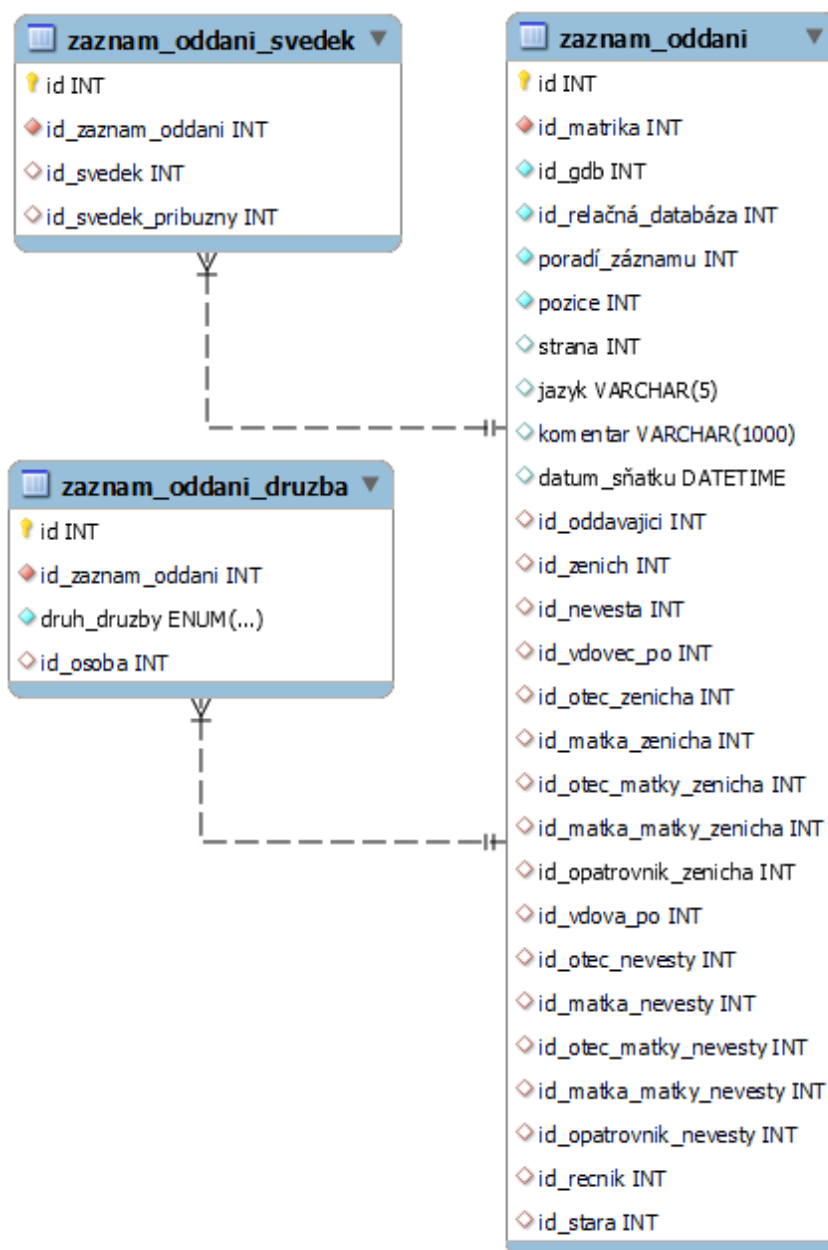 zaznam_oddani_svedek
id INT
id_zaznam_oddani INT
id_svedek INT
id_svedek_pribuzny INT
zaznam_oddani_druzba
id INT
id_zaznam_oddani INT
druh_druzby ENUM(...)
id_osoba INT
zaznam_oddani
id INT
id_matrika INT
id_gdb INT
id_relačná_databáza INT
poradí_záznamu INT
pozice INT
strana INT
jazyk VARCHAR(5)
komentar VARCHAR(1000)
datum_sňatku DATETIME
id_oddavajici INT
id_zenich INT
id_nevesta INT
id_vdovec_po INT
id_otec_zenicha INT
id_matka_zenicha INT
id_otec_matky_zenicha INT
id_matka_matky_zenicha INT
id_opatrovnik_zenicha INT
id_vdova_po INT
id_otec_nevesty INT
id_matka_nevesty INT
id_otec_matky_nevesty INT
id_matka_matky_nevesty INT
id_opatrovnik_nevesty INT
id_recnik INT
id_stara INT